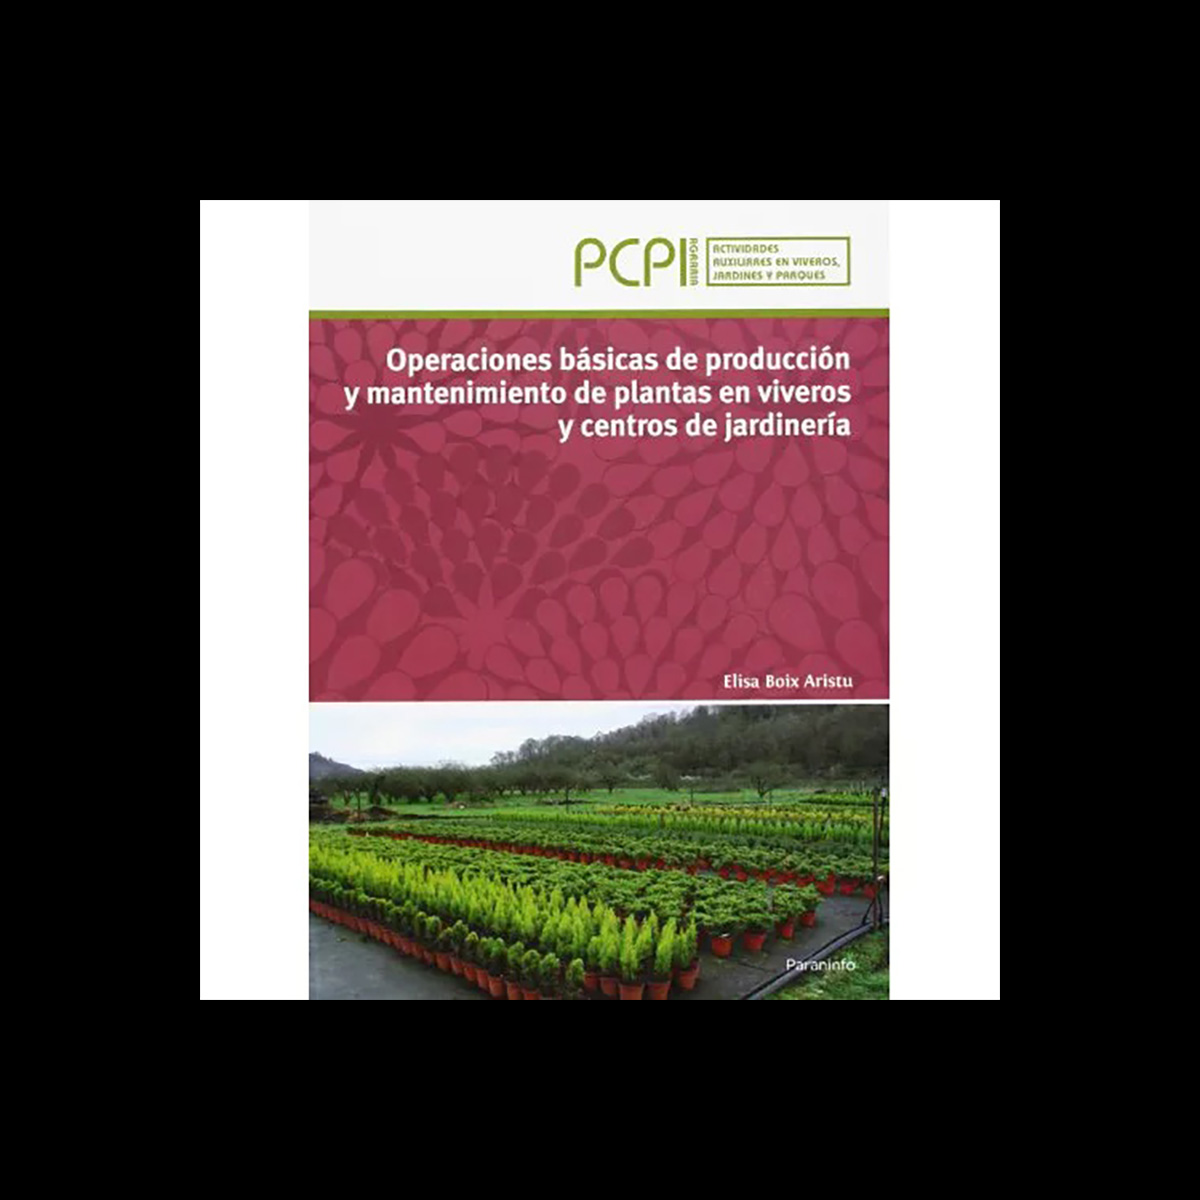 PCPI AGRARIA
ACTIVIDADES
AUXILIARES EN VIVEROS,
JARDINES Y PARQUES
Operaciones básicas de producción
y mantenimiento de plantas en viveros
y centros de jardinería
Elisa Boix Aristu
Paraninfo